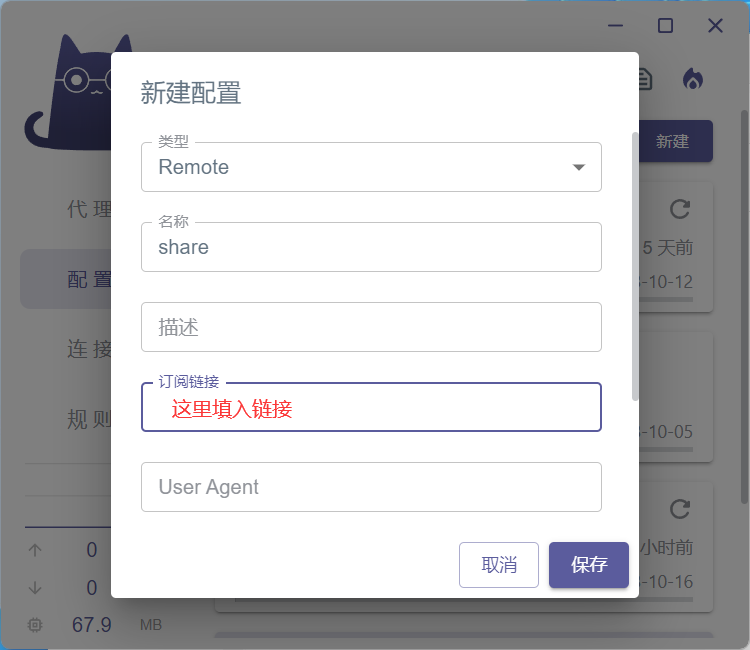 新建配置
类型
Remote
新建
代 理
名称
share
5 天前
配 置
-10-12
描述
连 接
订阅链接
这里填入链接
规 则
-10-05
User Agent
0
小时前
取消
保存
0
-10-16
67.9 MB